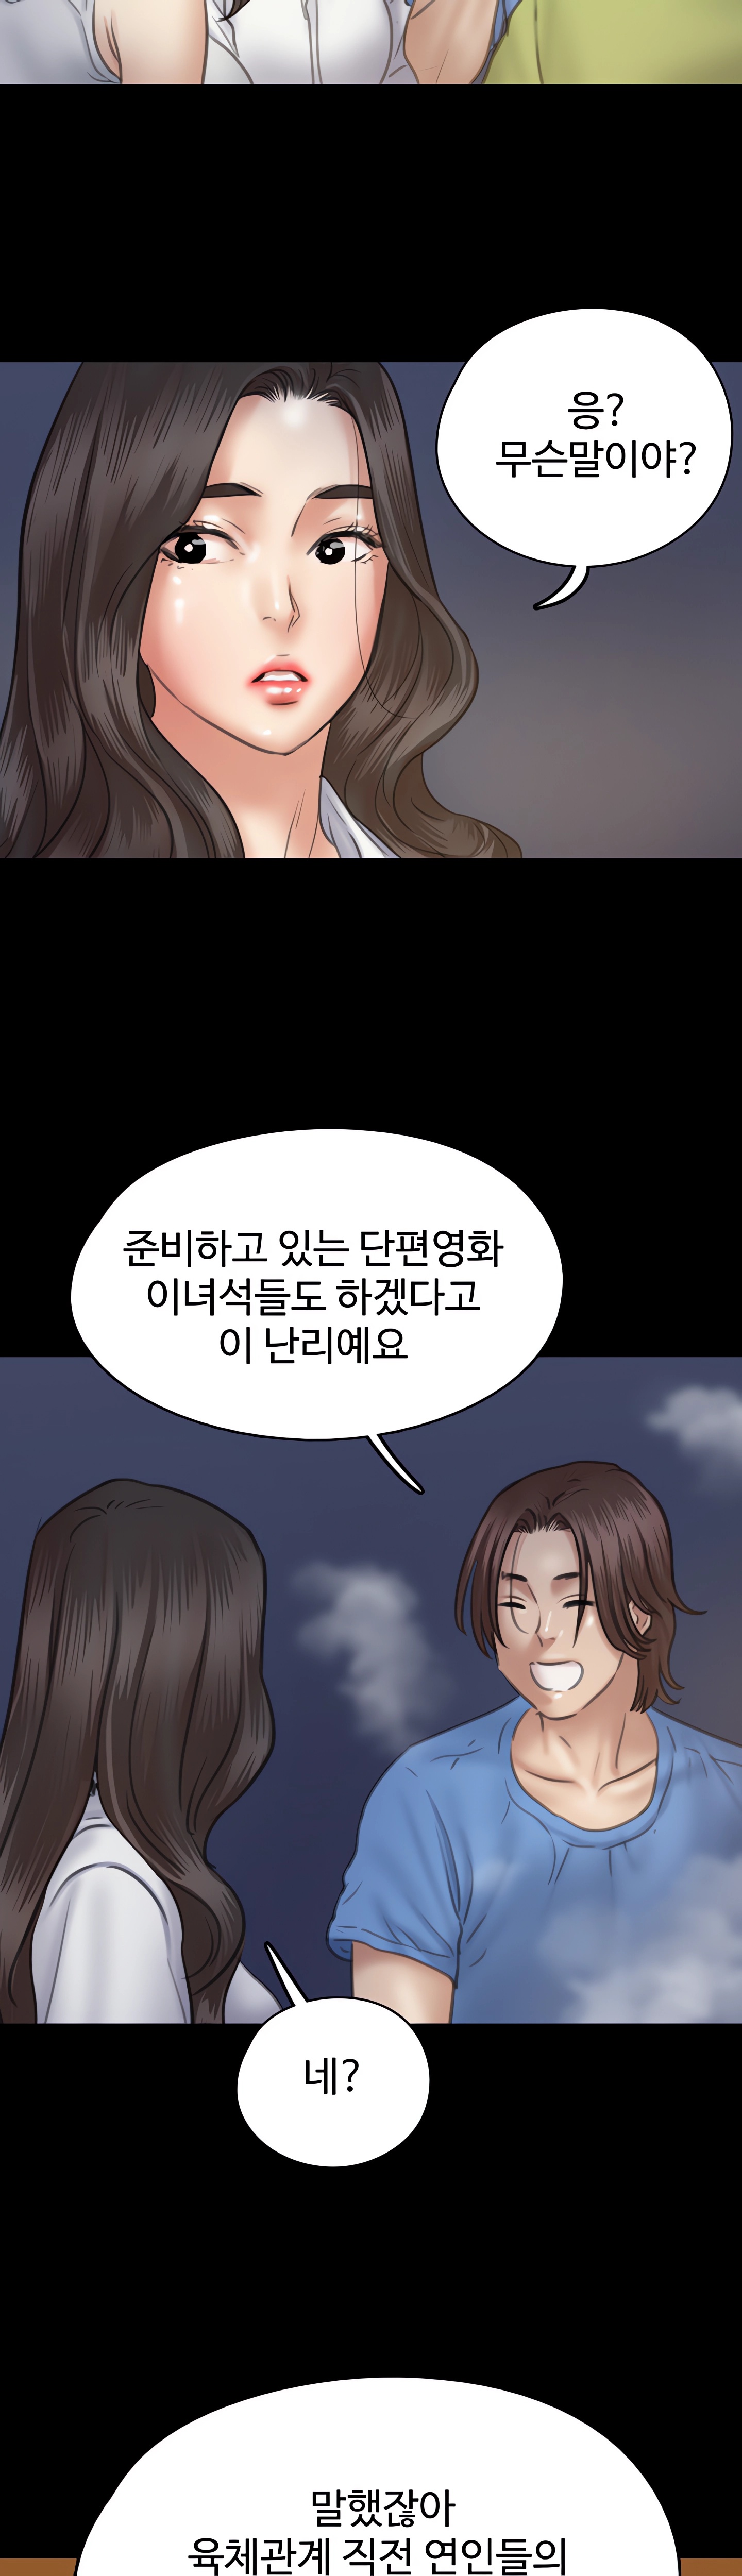 응?
무슨말이야?
준비하고 있는 단편영화
이녀석들도 하겠다고
이 난리예요
네?
말했잖아
육체관계 직전 연인들의